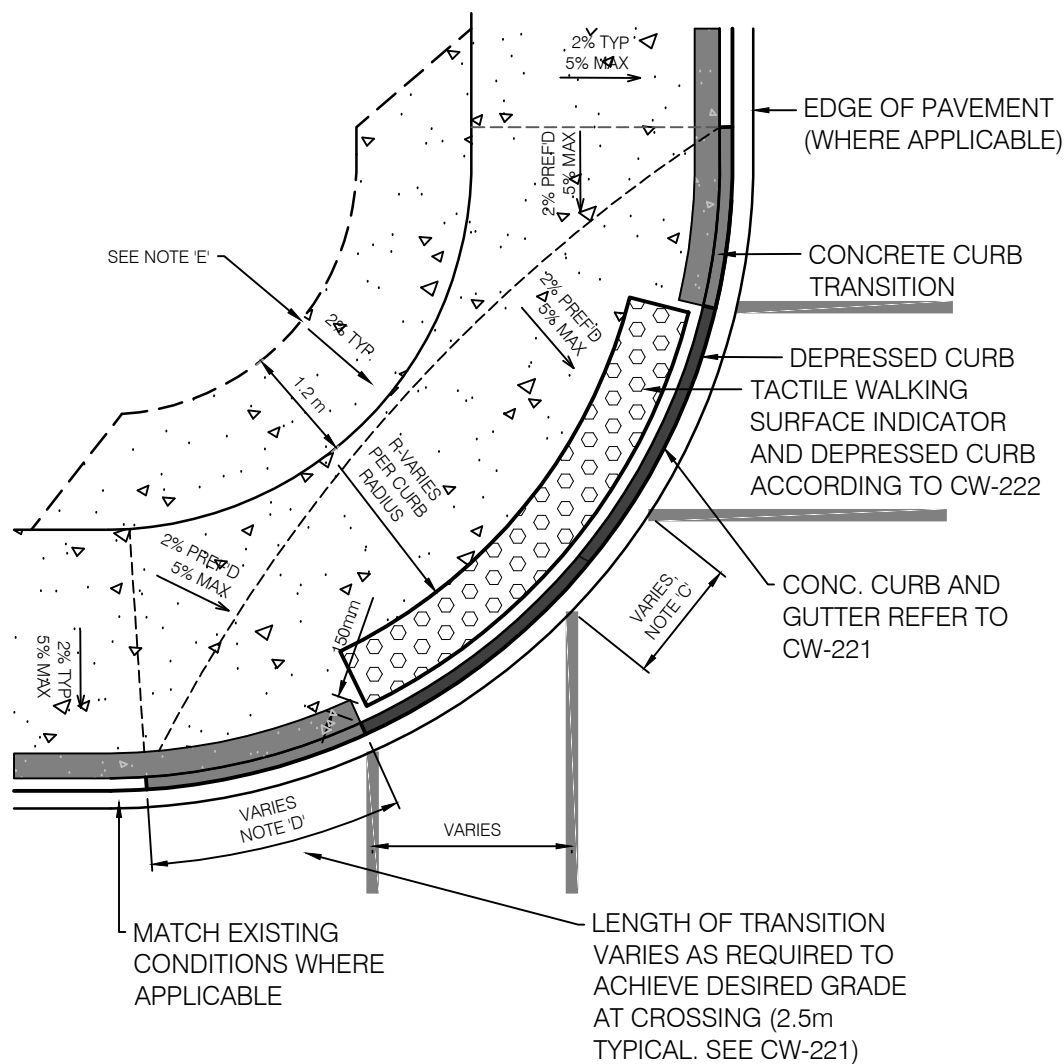 2% TYP
5% MAX
EDGE OF PAVEMENT
(WHERE APPLICABLE)
2% PREF'D
5% MAX
SEE NOTE 'E'
CONCRETE CURB
TRANSITION
2% PREF'D
5% MAX
2% TYP
1.2 m
DEPRESSED CURB
TACTILE WALKING
SURFACE INDICATOR
AND DEPRESSED CURB
ACCORDING TO CW-222
R-VARIES
PER CURB
RADIUS
2% PREF'D
5% MAX
CONC. CURB AND
GUTTER REFER TO
CW-221
VARIES,
NOTE 'C'
150mm
2% TYP
5% MAX
VARIES
NOTE 'D'
VARIES
MATCH EXISTING
CONDITIONS WHERE
APPLICABLE
LENGTH OF TRANSITION
VARIES AS REQUIRED TO
ACHIEVE DESIRED GRADE
AT CROSSING (2.5m
TYPICAL. SEE CW-221)